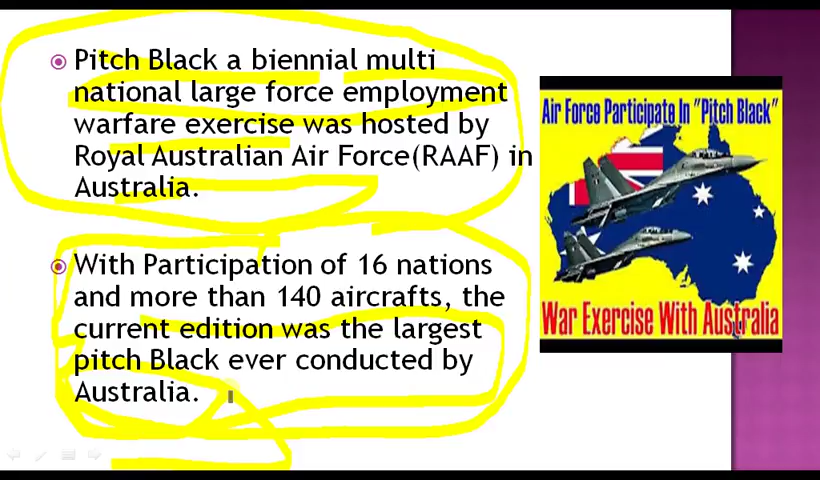 Pitch Black a biennial multi
national large force employment
warfare exercise was hosted by
Royal Australian Air Force(RAAF) in
Australia.
With Participation of 16 nations
and more than 140 aircrafts, the
current edition was the largest
pitch Black ever conducted by
Australia.
Air Force Participate In "Pitch Black"
War Exercise With Australia